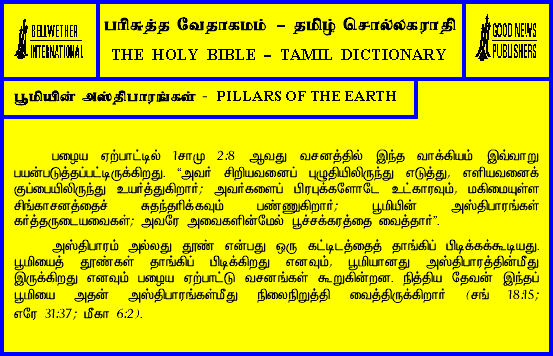 BELLWETHER
INTERNATIONAL
பரிசுத்த வேதாகமம் – தமிழ் சொல்லகராதி
THE HOLY BIBLE – TAMIL DICTIONARY
GOOD NEWS
PUBLISHERS
பூமியின் அஸ்திபாரங்கள் - PILLARS OF THE EARTH
பழைய ஏற்பாட்டில் 1சாமு 2:8 ஆவது வசனத்தில் இந்த வாக்கியம் இவ்வாறு
பயன்படுத்தப்பட்டிருக்கிறது. “அவர் சிறியவனைப் புழுதியிலிருந்து எடுத்து, எளியவனைக்
குப்பையிலிருந்து உயர்த்துகிறார்; அவர்களைப் பிரபுக்களோடே உட்காரவும், மகிமையுள்ள
சிங்காசனத்தைச் சுதந்தரிக்கவும் பண்ணுகிறார்; பூமியின் அஸ்திபாரங்கள்
கர்த்தருடையவைகள்; அவரே அவைகளின்மேல் பூச்சக்கரத்தை வைத்தார்”.
அஸ்திபாரம் அல்லது தூண் என்பது ஒரு கட்டிடத்தைத் தாங்கிப் பிடிக்கக்கூடியது.
பூமியைத் தூண்கள் தாங்கிப் பிடிக்கிறது எனவும், பூமியானது அஸ்திபாரத்தின்மீது
இருக்கிறது எனவும் பழைய ஏற்பாட்டு வசனங்கள் கூறுகின்றன. நித்திய தேவன் இந்தப்
பூமியை அதன் அஸ்திபாரங்கள்மீது நிலைநிறுத்தி வைத்திருக்கிறார் (சங் 18:15;
எரே 31:37; மீகா 6:2).